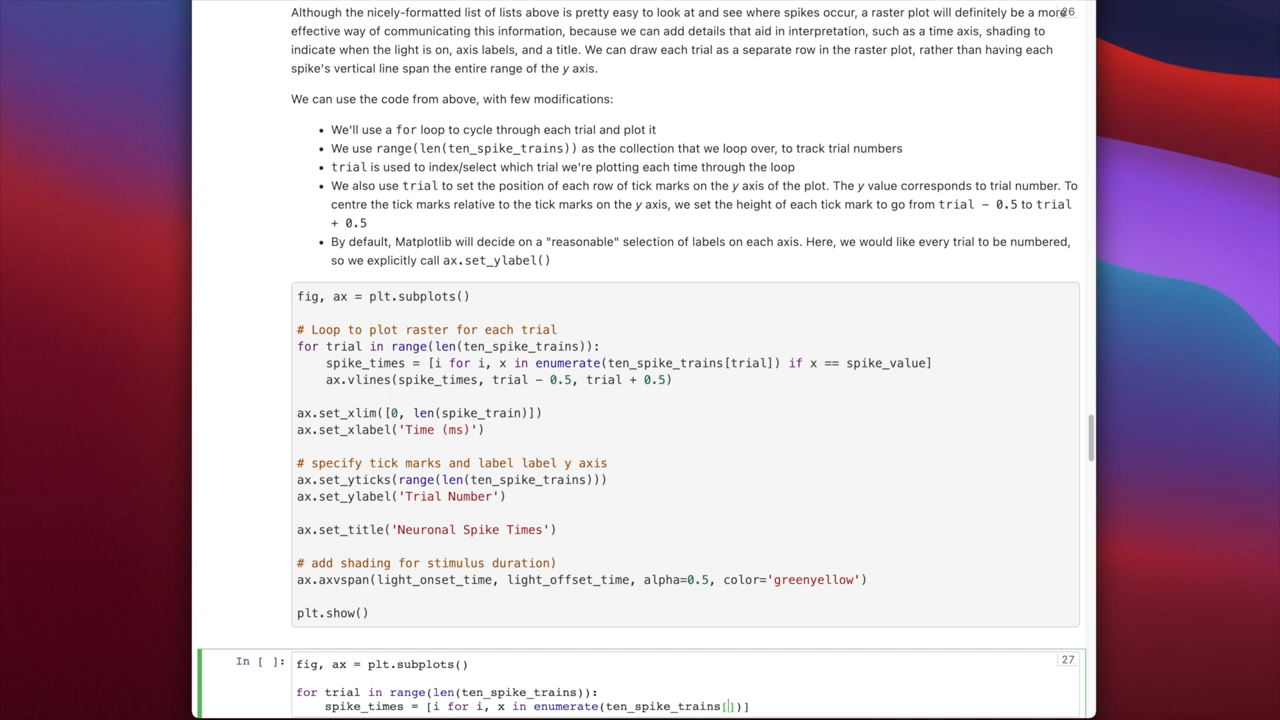 Although the nicely-formatted list of lists above is pretty easy to look at and see where spikes occur, a raster plot will definitely be a more
26
effective way of communicating this information, because we can add details that aid in interpretation, such as a time axis, shading to
indicate when the light is on, axis labels, and a title. We can draw each trial as a separate row in the raster plot, rather than having each
spike's vertical line span the entire range of the y axis.
We can use the code from above, with few modifications:
• We'll use a for loop to cycle through each trial and plot it
• We use range(len(ten_spike_trains)) as the collection that we loop over, to track trial numbers
• trial is used to index/select which trial we're plotting each time through the loop
• We also use trial to set the position of each row of tick marks on the y axis of the plot. The y value corresponds to trial number. To
centre the tick marks relative to the tick marks on the y axis, we set the height of each tick mark to go from trial - 0.5 to trial
+ 0.5
• By default, Matplotlib will decide on a "reasonable" selection of labels on each axis. Here, we would like every trial to be numbered,
so we explicitly call ax.set_ylabel()
fig, ax = plt.subplots()
# Loop to plot raster for each trial
for trial in range(len(ten_spike_trains)):
    spike_times = [i for i, x in enumerate(ten_spike_trains[trial]) if x == spike_value]
    ax.vlines(spike_times, trial - 0.5, trial + 0.5)
ax.set_xlim([0, len(spike_train)])
ax.set_xlabel('Time (ms)')
# specify tick marks and label label y axis
ax.set_yticks(range(len(ten_spike_trains)))
ax.set_ylabel('Trial Number')
ax.set_title('Neuronal Spike Times')
# add shading for stimulus duration)
ax.axvspan(light_onset_time, light_offset_time, alpha=0.5, color='greenyellow')
plt.show()
In [ ]:
fig, ax = plt.subplots()
27
for trial in range(len(ten_spike_trains)):
    spike_times = [i for i, x in enumerate(ten_spike_trains[])]